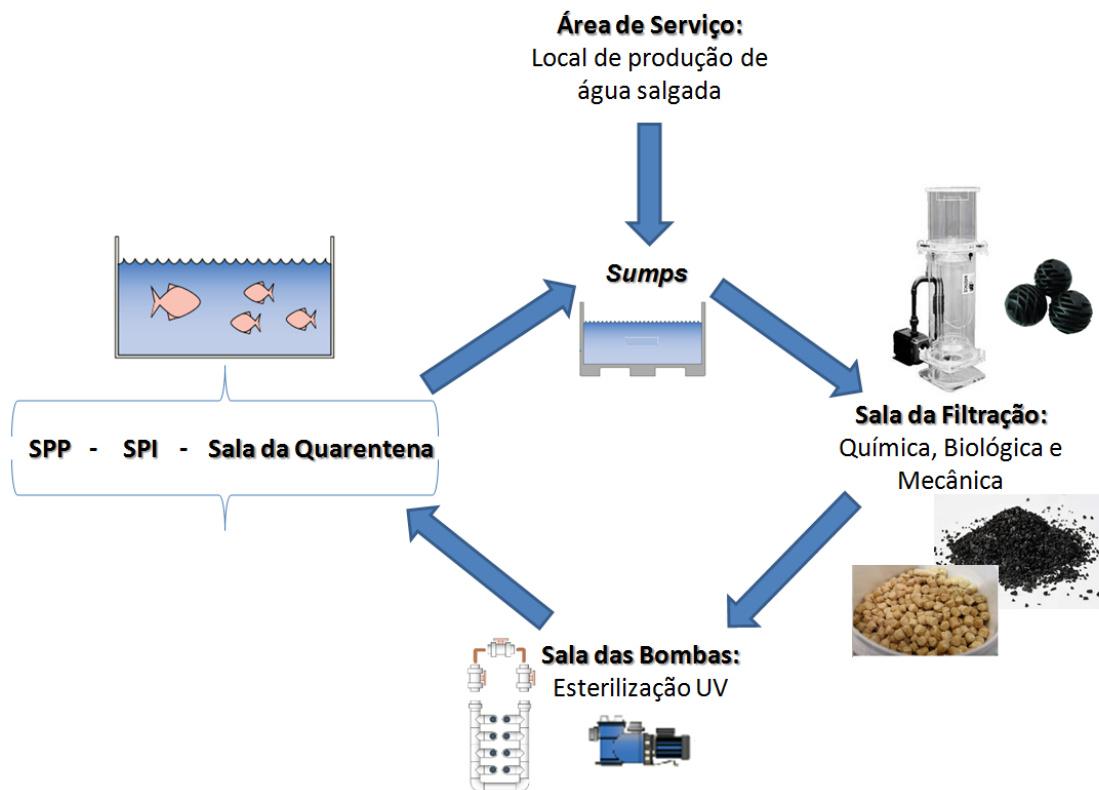 Área de Serviço:
Local de produção de
água salgada
Sumps
Sala da Filtração:
Química, Biológica e
Mecânica
SPP - SPI - Sala da Quarentena
Sala das Bombas:
Esterilização UV